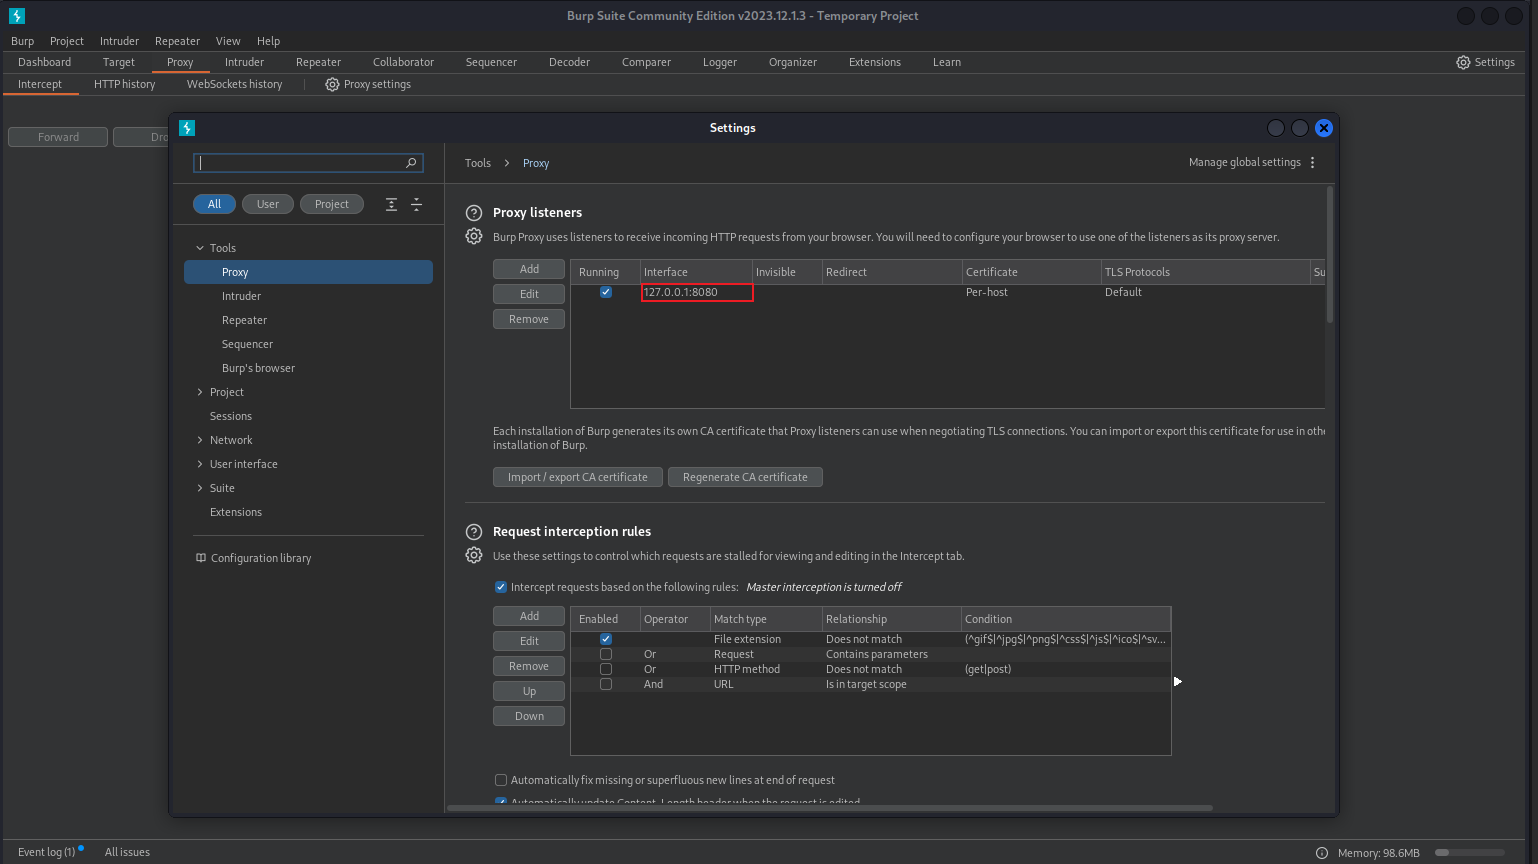 Burp Suite Community Edition v2023.12.1.3 - Temporary Project
Burp Project Intruder Repeater View Help
Dashboard Target Proxy Intruder Repeater Collaborator Sequencer Decoder Comparer Logger Organizer Extensions Learn Settings
Intercept HTTP history WebSockets history Proxy settings
Forward Dro
Settings
Tools > Proxy Manage global settings
All User Project
Tools
Proxy
Intruder
Repeater
Sequencer
Burp's browser
Project
Sessions
Network
User interface
Suite
Extensions
Configuration library
Proxy listeners
Burp Proxy uses listeners to receive incoming HTTP requests from your browser. You will need to configure your browser to use one of the listeners as its proxy server.
Add
Edit
Remove
Running Interface Invisible Redirect Certificate TLS Protocols Su
127.0.0.1:8080 Per-host Default
Each installation of Burp generates its own CA certificate that Proxy listeners can use when negotiating TLS connections. You can import or export this certificate for use in othe
installation of Burp.
Import / export CA certificate Regenerate CA certificate
Request interception rules
Use these settings to control which requests are stalled for viewing and editing in the Intercept tab.
Intercept requests based on the following rules: Master interception is turned off
Add
Edit
Remove
Up
Down
Enabled Operator Match type Relationship Condition
File extension Does not match (^gif$|^jpg$|^png$|^css$|^js$|^ico$|^sv...
Or Request Contains parameters
Or HTTP method Does not match (get|post)
And URL Is in target scope
Automatically fix missing or superfluous new lines at end of request
Automatically update Content-Length header when the request is edited
Event log (1) All issues Memory: 98.6MB